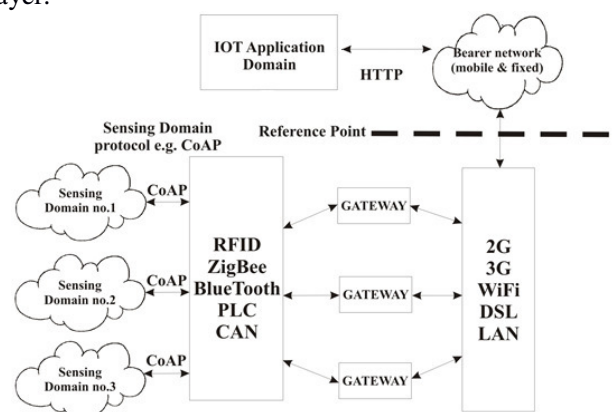 ayer.
IOT Application
Domain
HTTP
Bearer network
(mobile & fixed)
Sensing Domain
protocol e.g. CoAP
Reference Point
Sensing
Domain no.1
CoAP
Sensing
Domain no.2
CoAP
Sensing
Domain no.3
CoAP
RFID
ZigBee
BlueTooth
PLC
CAN
GATEWAY
GATEWAY
GATEWAY
2G
3G
WiFi
DSL
LAN